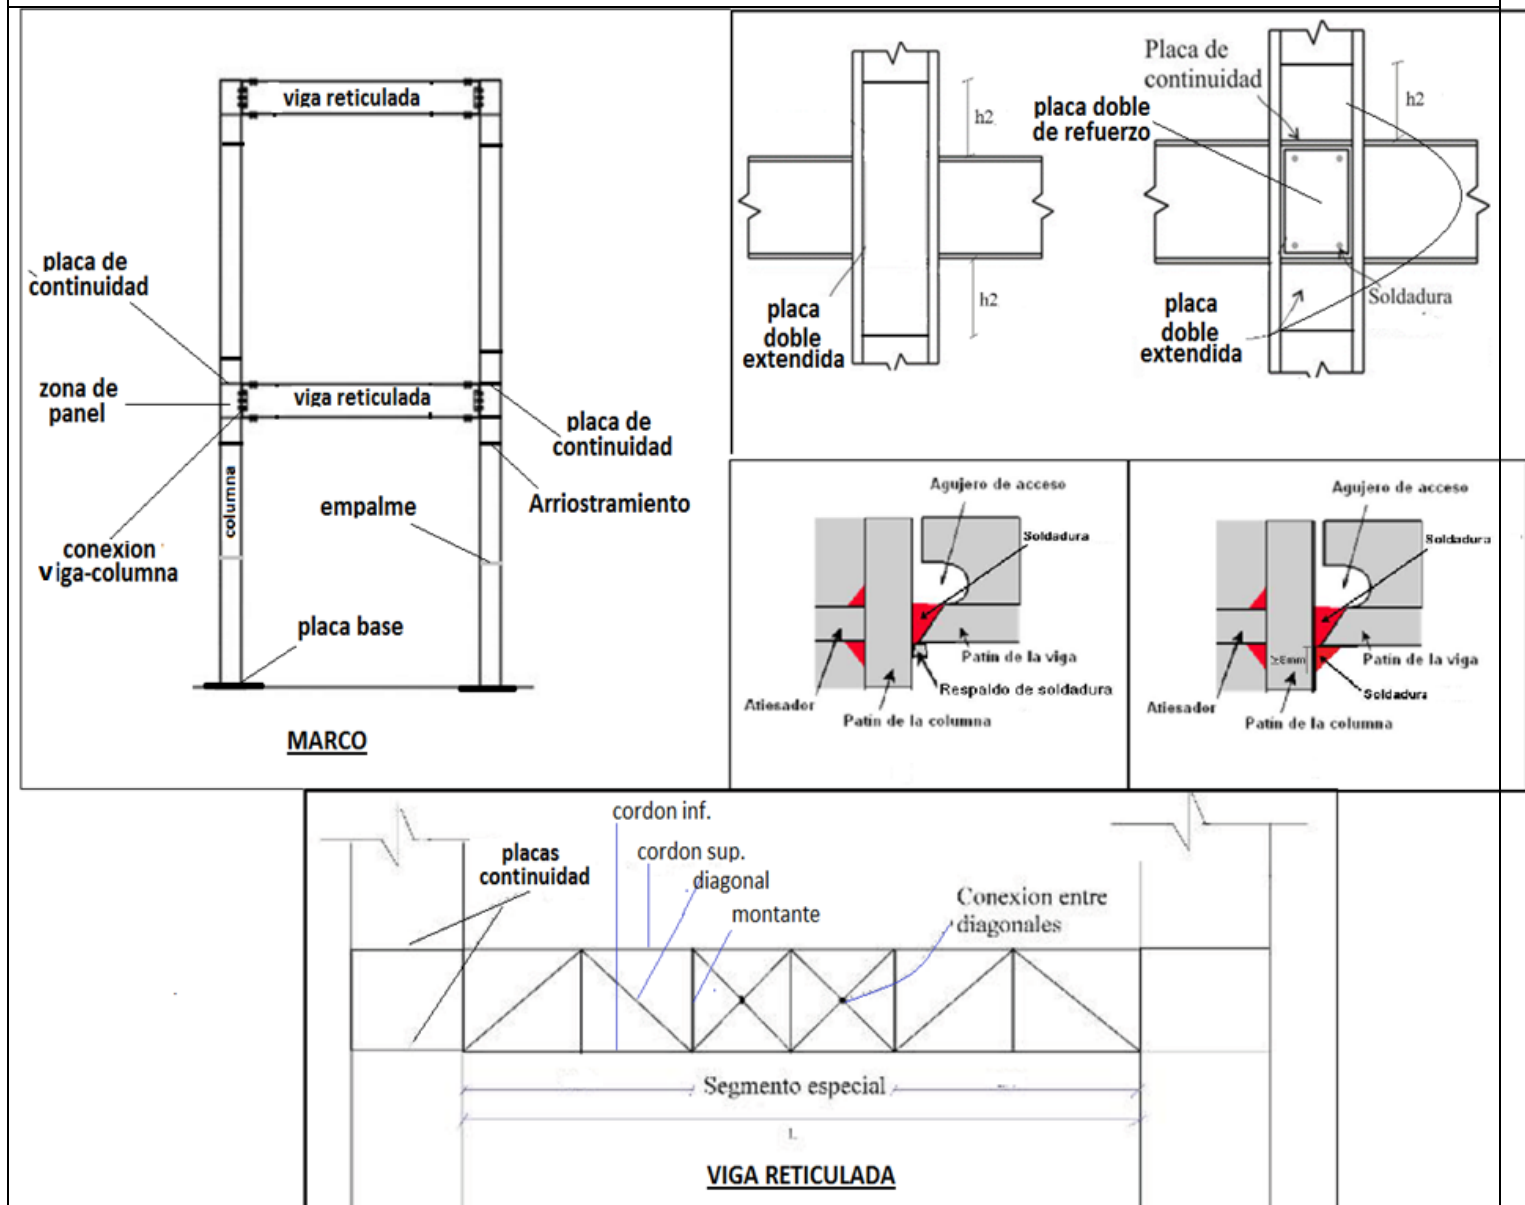 viga reticulada
placa de
continuidad
zona de
panel
viga reticulada
placa de
continuidad
columna
empalme
Arriostramiento
conexion
viga-columna
placa base
MARCO
h2
h2
placa
doble
extendida
Placa de
continuidad
placa doble
de refuerzo
h2
placa
doble
extendida
Soldadura
Agujero de acceso
Soldadura
Patín de la viga
Respaldo de soldadura
Atiesador
Patín de la columna
Agujero de acceso
Soldadura
≥8mm
Patín de la viga
Soldadura
Atiesador
Patín de la columna
cordon inf.
cordon sup.
diagonal
montante
placas
continuidad
Conexion entre
diagonales
Segmento especial
L
VIGA RETICULADA